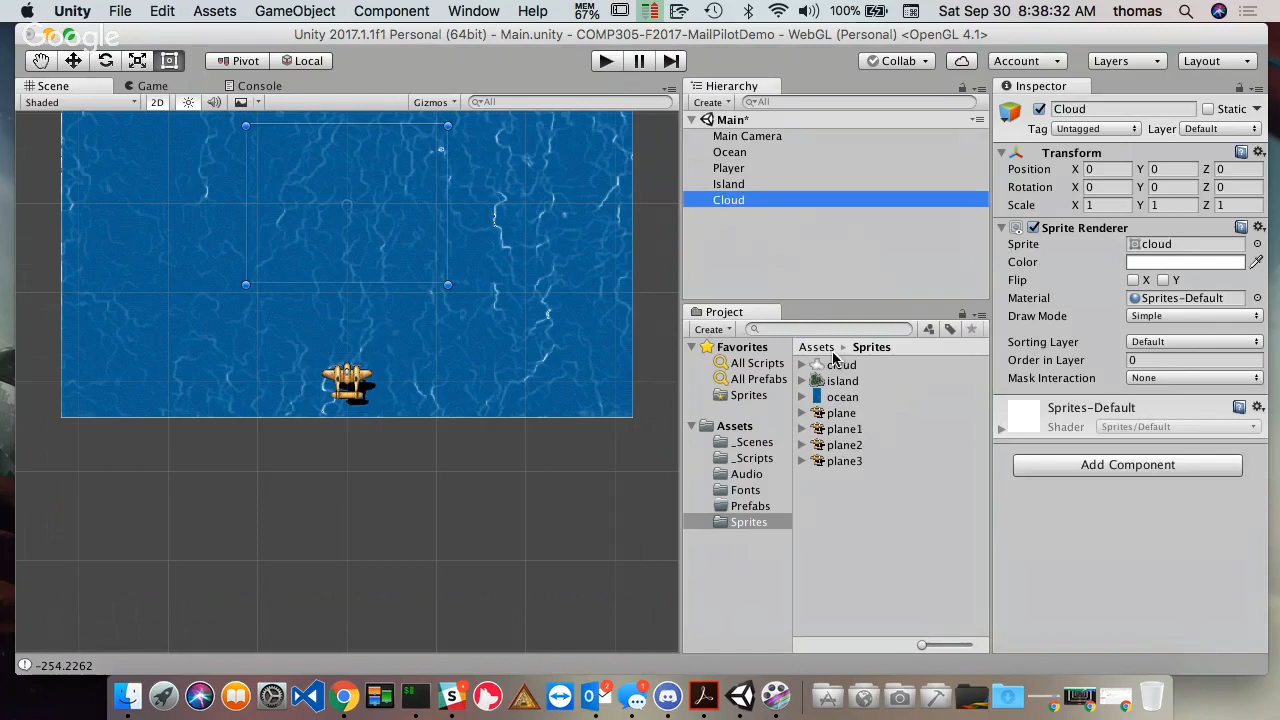 Unity File Edit Assets GameObject Component Window Help MEM 67% 100% Sat Sep 30 8:38:32 AM thomas
Google
Unity 2017.1.1f1 Personal (64bit) - Main.unity - COMP305-F2017-MailPilot - WebGL (Personal) <OpenGL 4.1>
Pivot Local Collab Account Layers Layout
Scene Game Console Hierarchy Inspector
Shaded 2D Gizmos All Create All Cloud Static
Main* Tag Untagged Layer Default
Main Camera
Ocean Transform
Player Position X 0 Y 0 Z 0
Island Rotation X 0 Y 0 Z 0
Cloud Scale X 1 Y 1 Z 1
Sprite Renderer
Sprite cloud
Color
Flip X Y
Material Sprites-Default
Project Draw Mode Simple
Create
Favorites Assets Sprites Sorting Layer Default
All Scripts cloud Order in Layer 0
All Prefabs island Mask Interaction None
Sprites ocean
plane Sprites-Default
Assets plane1 Shader Sprites/Default
_Scenes plane2
_Scripts plane3 Add Component
Audio
Fonts
Prefabs
Sprites
-254.2262